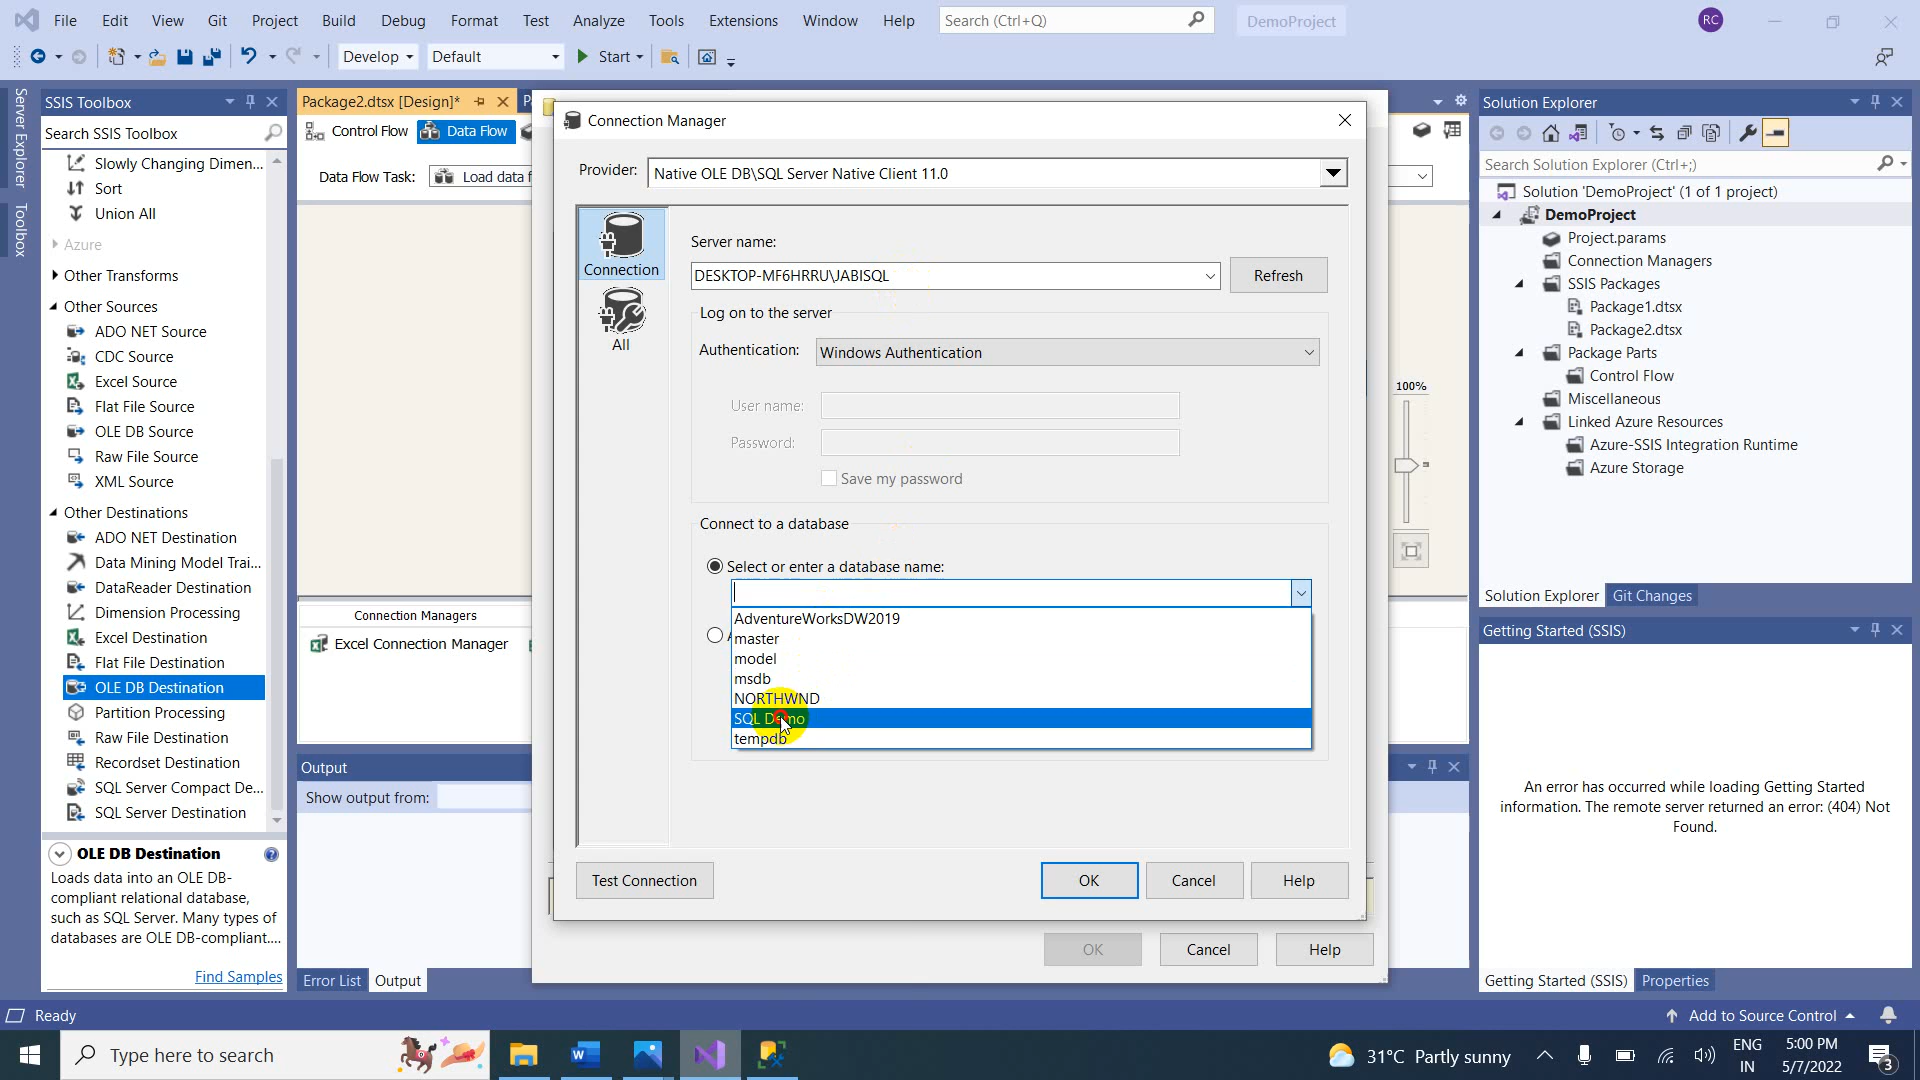 File Edit View Git Project Build Debug Format Test Analyze Tools Extensions Window Help Search (Ctrl+Q) DemoProject RC
Develop Default Start
Server Explorer
Toolbox
SSIS Toolbox
Search SSIS Toolbox
Slowly Changing Dimen...
Sort
Union All
Azure
Other Transforms
Other Sources
ADO NET Source
CDC Source
Excel Source
Flat File Source
OLE DB Source
Raw File Source
XML Source
Other Destinations
ADO NET Destination
Data Mining Model Trai...
DataReader Destination
Dimension Processing
Excel Destination
Flat File Destination
OLE DB Destination
Partition Processing
Raw File Destination
Recordset Destination
SQL Server Compact De...
SQL Server Destination
OLE DB Destination
Loads data into an OLE DB-
compliant relational database,
such as SQL Server. Many types of
databases are OLE DB-compliant....
Find Samples
Package2.dtsx [Design]*
Control Flow Data Flow
Data Flow Task: Load data f
Connection Managers
Excel Connection Manager
Output
Show output from:
Error List Output
Connection Manager
Provider: Native OLE DB\SQL Server Native Client 11.0
Connection
All
Server name:
DESKTOP-MF6HRRU\JABISQL Refresh
Log on to the server
Authentication: Windows Authentication
User name:
Password:
Save my password
Connect to a database
Select or enter a database name:
AdventureWorksDW2019
master
model
msdb
NORTHWND
SQL Demo
tempdb
Test Connection OK Cancel Help
OK Cancel Help
100%
Solution Explorer
Search Solution Explorer (Ctrl+;)
Solution 'DemoProject' (1 of 1 project)
DemoProject
Project.params
Connection Managers
SSIS Packages
Package1.dtsx
Package2.dtsx
Package Parts
Control Flow
Miscellaneous
Linked Azure Resources
Azure-SSIS Integration Runtime
Azure Storage
Solution Explorer Git Changes
Getting Started (SSIS)
An error has occurred while loading Getting Started
information. The remote server returned an error: (404) Not
Found.
Getting Started (SSIS) Properties
Ready Add to Source Control
Type here to search 31°C Partly sunny ENG 5:00 PM
IN 5/7/2022 3